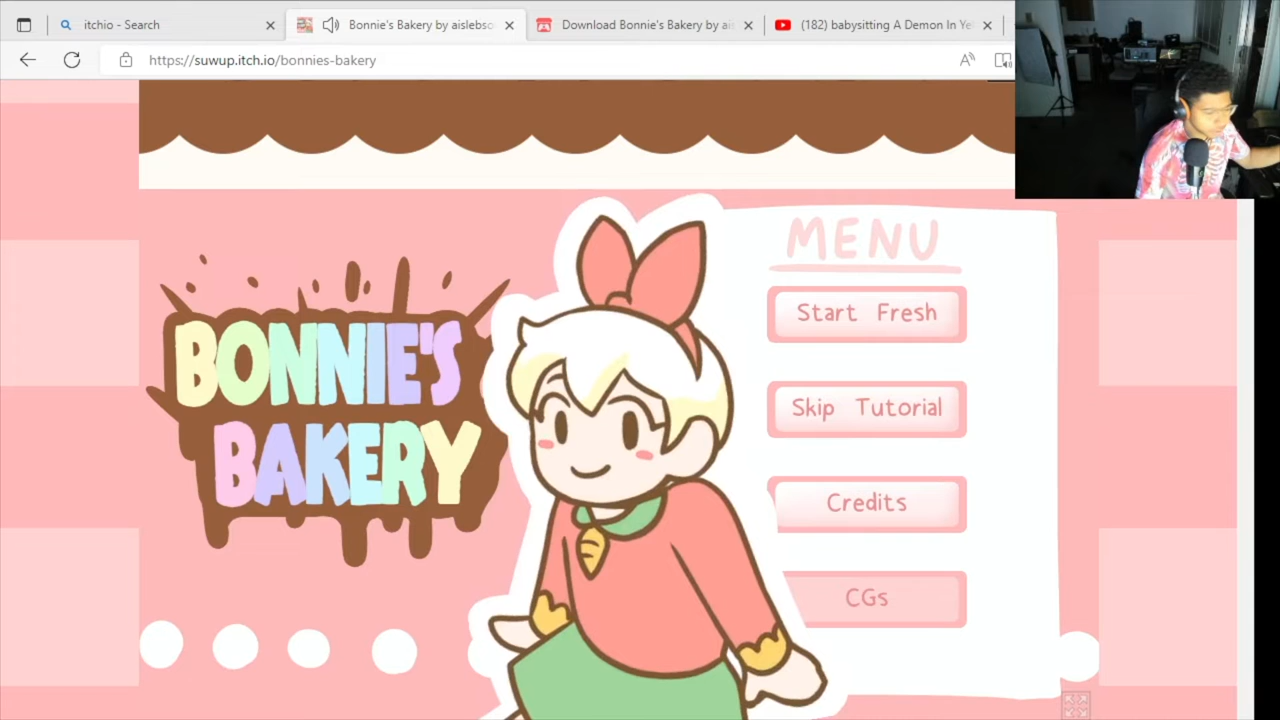 itchio - Search
Bonnie's Bakery by aislebso
Download Bonnie's Bakery by ai
(182) babysitting A Demon In Ye
https://suwup.itch.io/bonnies-bakery
BONNIE'S
BAKERY
MENU
Start Fresh
Skip Tutorial
Credits
CGs